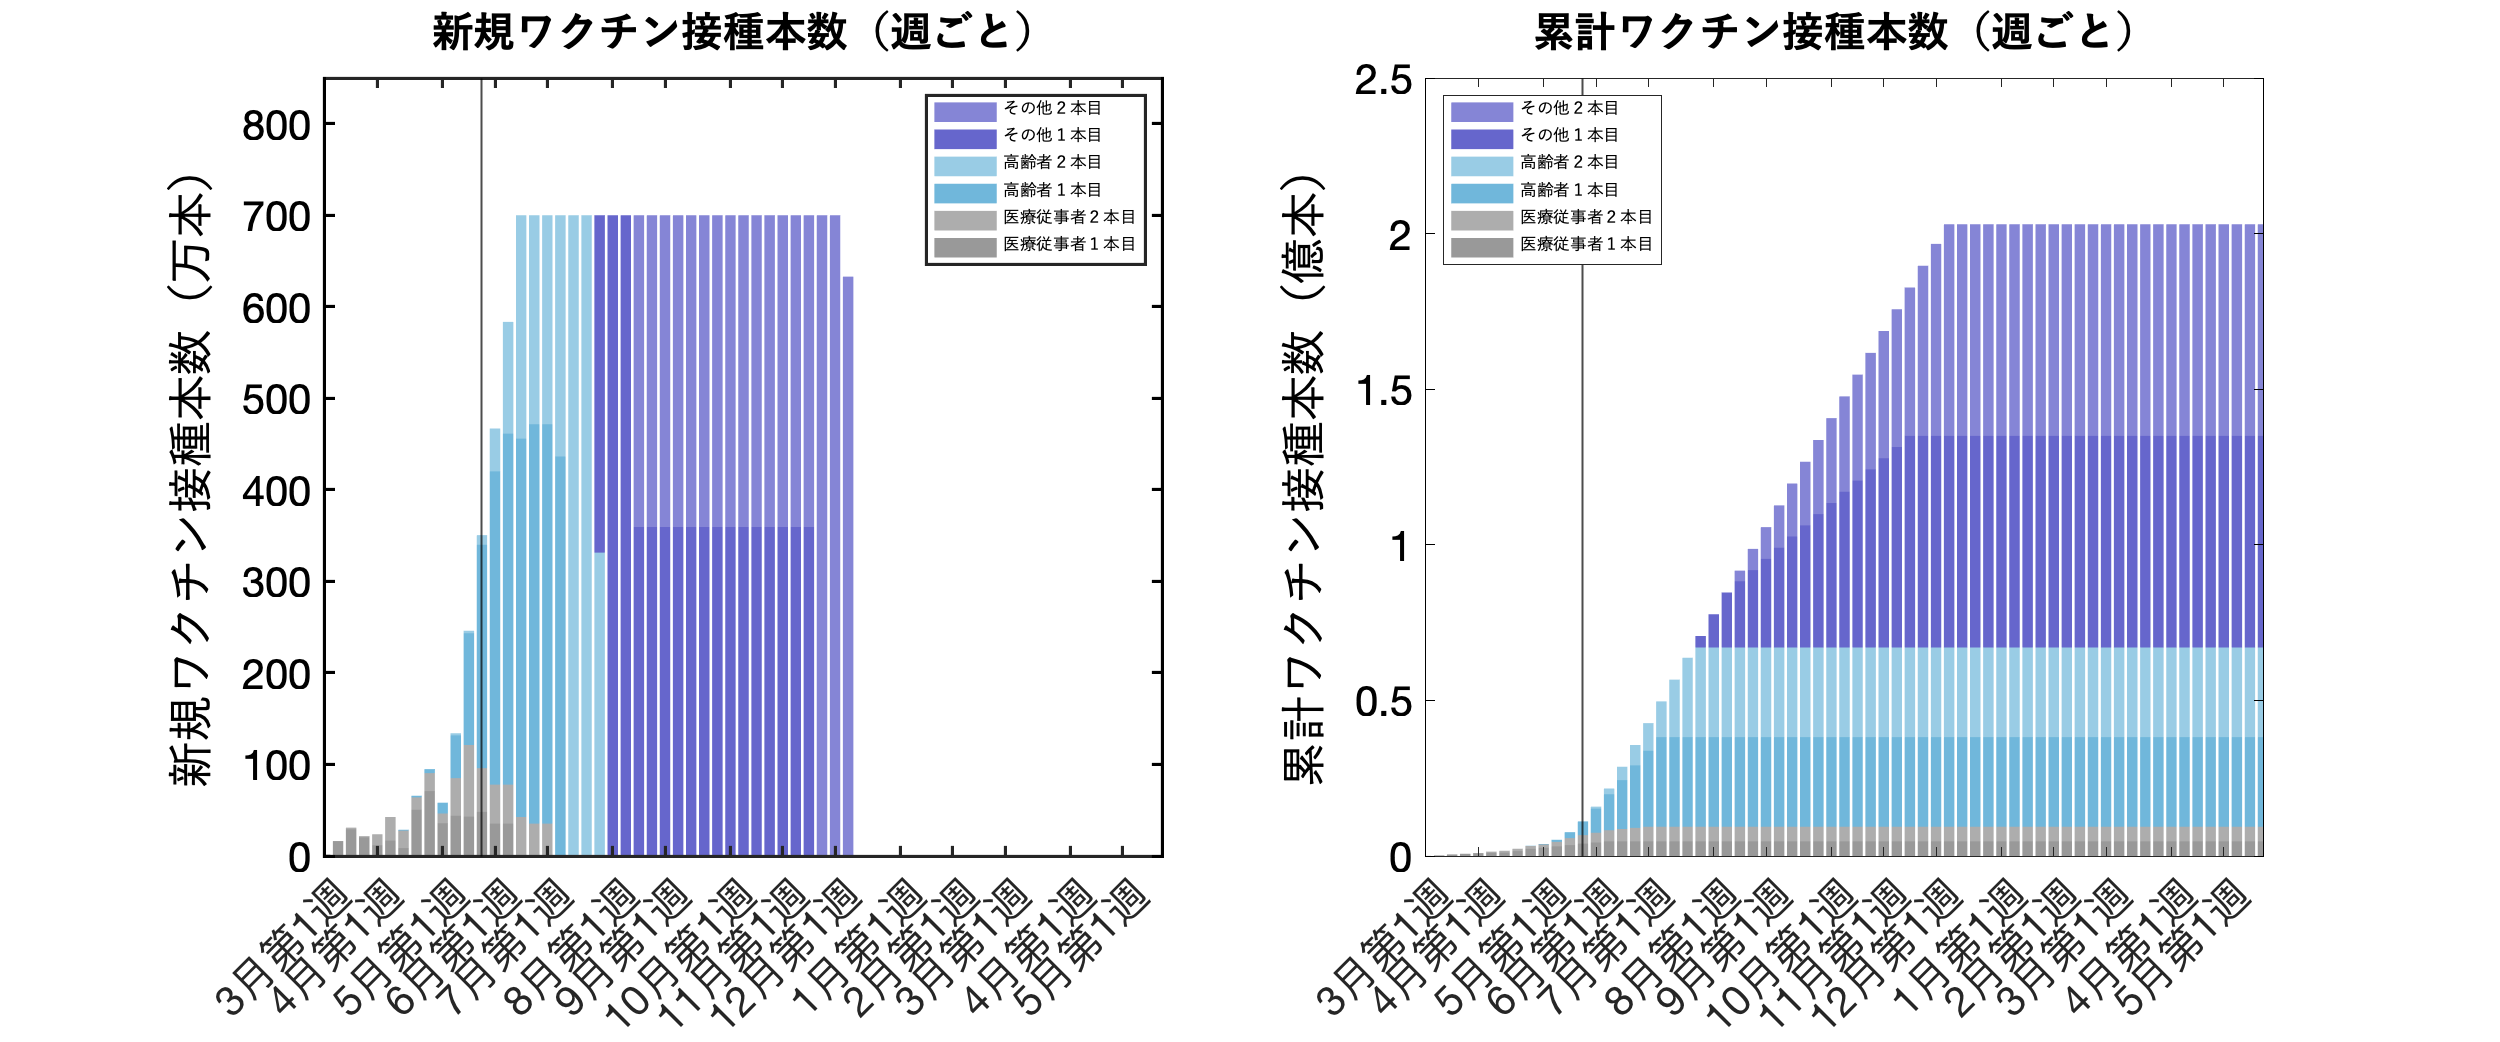 新規ワクチン接種本数（週ごと）
新規ワクチン接種本数（万本）
800
700
600
500
400
300
200
100
0
その他２本目
その他１本目
高齢者２本目
高齢者１本目
医療従事者２本目
医療従事者１本目
3月第1週
4月第1週
5月第1週
6月第1週
7月第1週
8月第1週
9月第1週
10月第1週
11月第1週
12月第1週
1月第1週
2月第1週
3月第1週
4月第1週
5月第1週
累計ワクチン接種本数（週ごと）
累計ワクチン接種本数（億本）
2.5
2
1.5
1
0.5
0
その他２本目
その他１本目
高齢者２本目
高齢者１本目
医療従事者２本目
医療従事者１本目
3月第1週
4月第1週
5月第1週
6月第1週
7月第1週
8月第1週
9月第1週
10月第1週
11月第1週
12月第1週
1月第1週
2月第1週
3月第1週
4月第1週
5月第1週